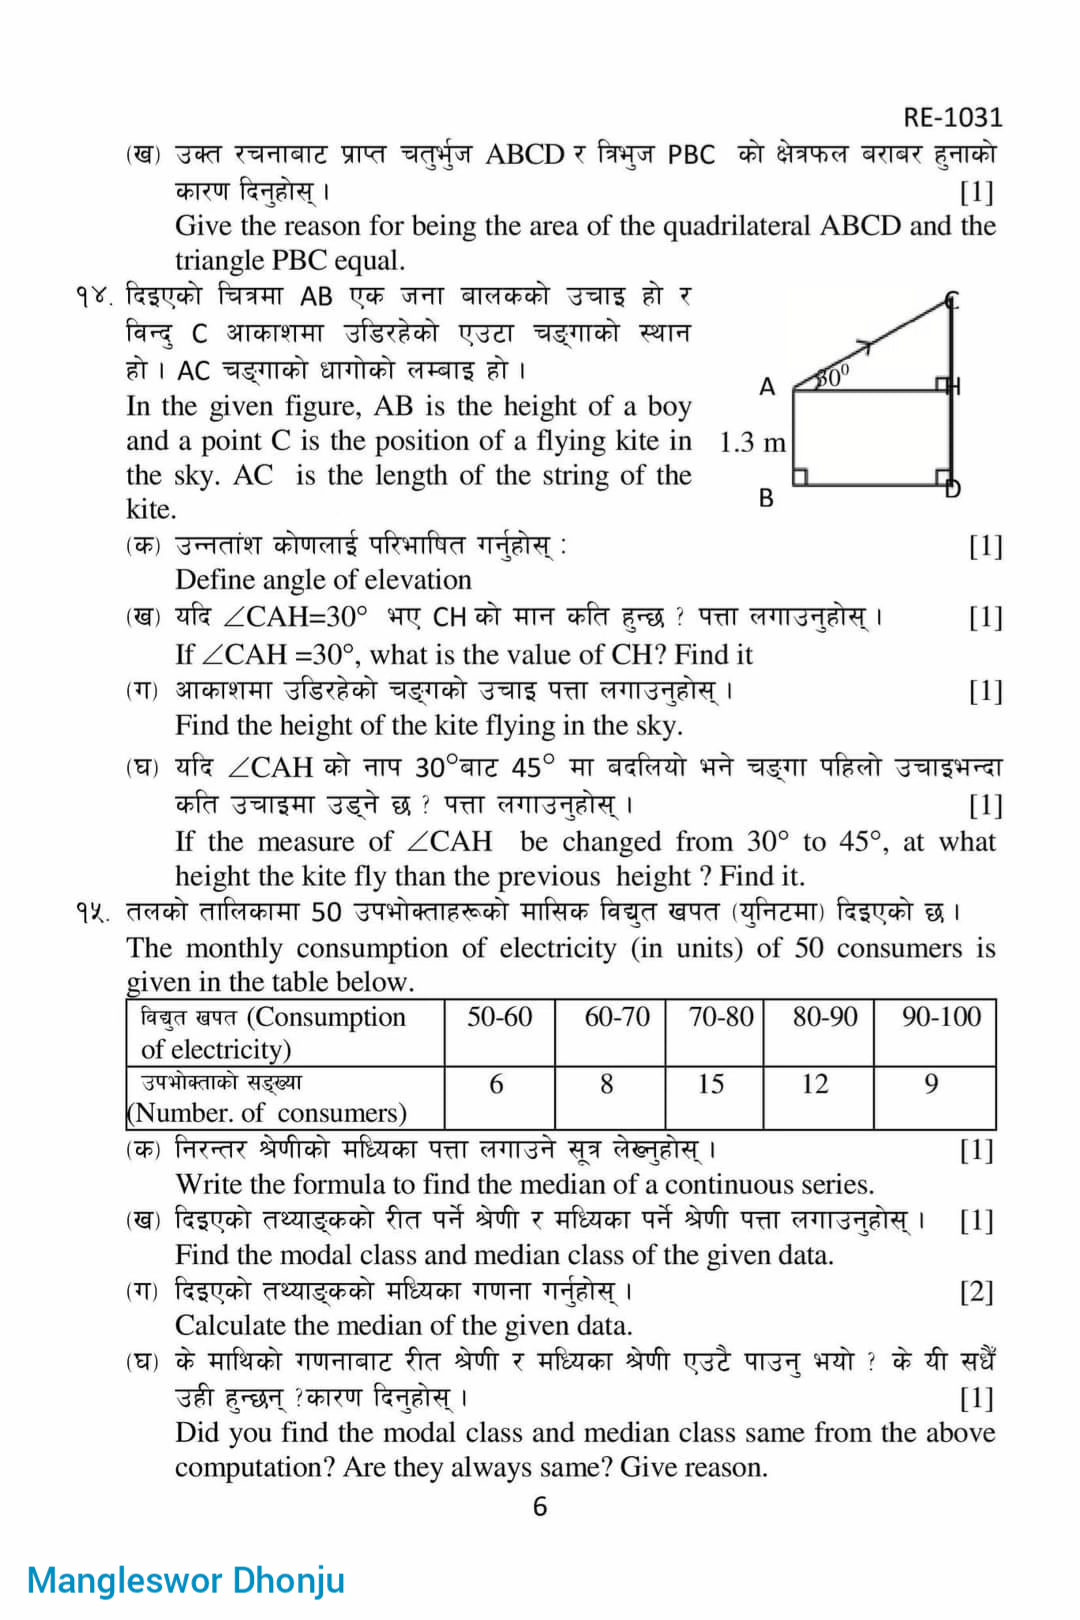 RE-1031
(ख) उक्त रचनाबाट प्राप्त चतुर्भुज ABCD र त्रिभुज PBC को क्षेत्रफल बराबर हुनाको
कारण दिनुहोस् । [1]
Give the reason for being the area of the quadrilateral ABCD and the
triangle PBC equal.
१४. दिइएको चित्रमा AB एक जना बालकको उचाइ हो र
विन्दु C आकाशमा उडिरहेको एउटा चङ्गाको स्थान
हो । AC चङ्गाको धागोको लम्बाइ हो ।
In the given figure, AB is the height of a boy
and a point C is the position of a flying kite in
the sky. AC is the length of the string of the
kite.
C
30⁰
A
H
1.3 m
B
D
(क) उन्नतांश कोणलाई परिभाषित गर्नुहोस् : [1]
Define angle of elevation
(ख) यदि ∠CAH=30° भए CH को मान कति हुन्छ ? पत्ता लगाउनुहोस् । [1]
If ∠CAH =30°, what is the value of CH? Find it
(ग) आकाशमा उडिरहेको चङ्गको उचाइ पत्ता लगाउनुहोस् । [1]
Find the height of the kite flying in the sky.
(घ) यदि ∠CAH को नाप 30°बाट 45° मा बदलियो भने चङ्गा पहिलो उचाइभन्दा
कति उचाइमा उड्ने छ ? पत्ता लगाउनुहोस् । [1]
If the measure of ∠CAH be changed from 30° to 45°, at what
height the kite fly than the previous height ? Find it.
१५. तलको तालिकामा 50 उपभोक्ताहरूको मासिक विद्युत खपत (युनिटमा) दिइएको छ ।
The monthly consumption of electricity (in units) of 50 consumers is
given in the table below.
विद्युत खपत (Consumption 50-60 60-70 70-80 80-90 90-100
of electricity)
उपभोक्ताको सङ्ख्या 6 8 15 12 9
(Number. of consumers)
(क) निरन्तर श्रेणीको मध्यिका पत्ता लगाउने सूत्र लेख्नुहोस् । [1]
Write the formula to find the median of a continuous series.
(ख) दिइएको तथ्याङ्कको रीत पर्ने श्रेणी र मध्यिका पर्ने श्रेणी पत्ता लगाउनुहोस् । [1]
Find the modal class and median class of the given data.
(ग) दिइएको तथ्याङ्कको मध्यिका गणना गर्नुहोस् । [2]
Calculate the median of the given data.
(घ) के माथिको गणनाबाट रीत श्रेणी र मध्यिका श्रेणी एउटै पाउनु भयो ? के यी सधैँ
उही हुन्छन् ?कारण दिनुहोस् । [1]
Did you find the modal class and median class same from the above
computation? Are they always same? Give reason.
6
Mangleswor Dhonju